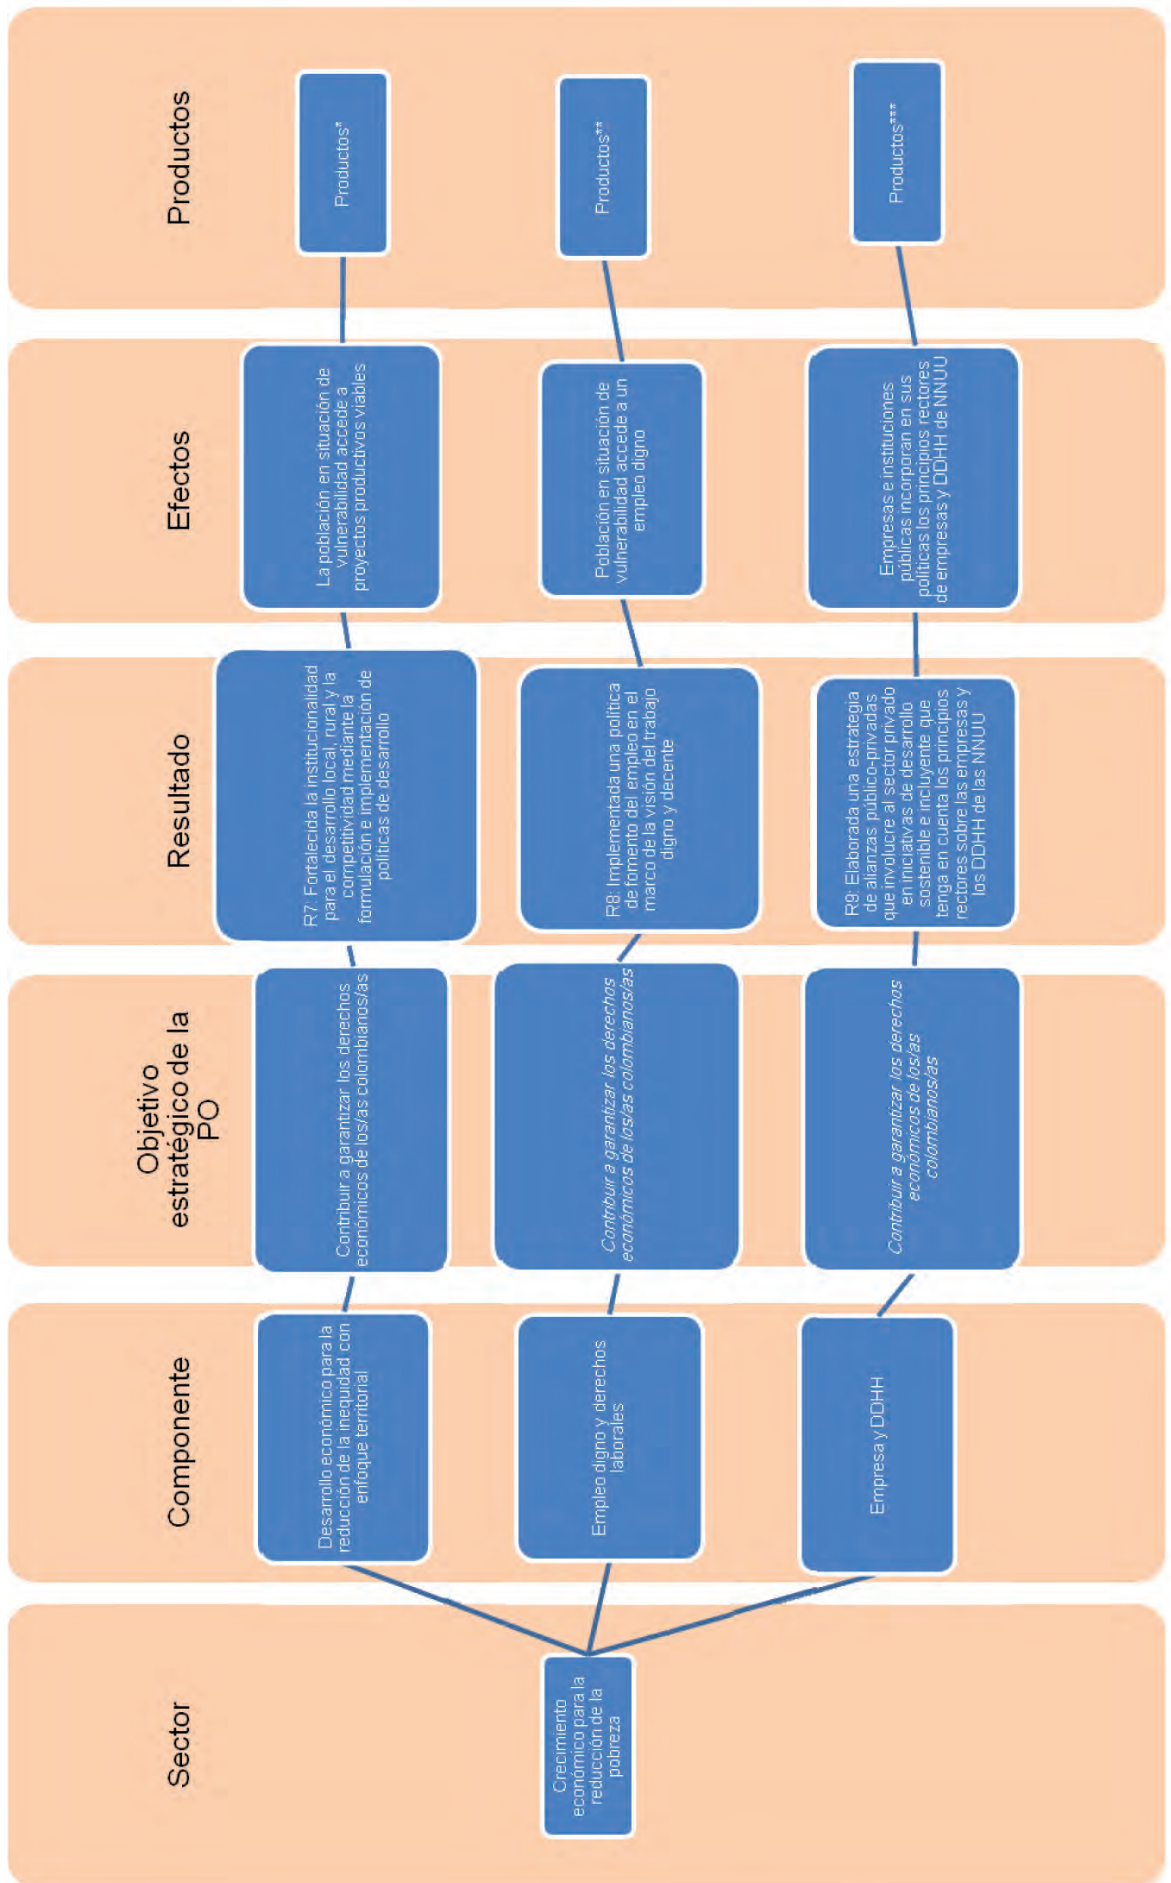 Sector
Componente
Objetivo
estratégico de la
PO
Resultado
Efectos
Productos
Crecimiento
económico para la
reducción de la
pobreza
Desarrollo económico para la
reducción de la inequidad con
enfoque territorial
Contribuir a garantizar los derechos
económicos de los/as colombianos/as
R7: Fortalecida la institucionalidad
para el desarrollo local, rural y la
competitividad mediante la
formulación e implementación de
políticas de desarrollo
La población en situación de
vulnerabilidad accede a
proyectos productivos viables
Productos*
Empleo digno y derechos
laborales
Contribuir a garantizar los derechos
económicos de los/as colombianos/as
R8: Implementada una política
de fomento del empleo en el
marco de la visión del trabajo
digno y decente
Población en situación de
vulnerabilidad accede a un
empleo digno
Productos**
Empresa y DDHH
Contribuir a garantizar los derechos
económicos de los/as
colombianos/as
R9: Elaborada una estrategia
de alianzas público-privadas
que involucre al sector privado
en iniciativas de desarrollo
sostenible e incluyente que
tenga en cuenta los principios
rectores sobre las empresas y
los DDHH de las NNUU
Empresas e instituciones
públicas incorporan en sus
políticas los principios rectores
de empresas y DDHH de NNUU
Productos***